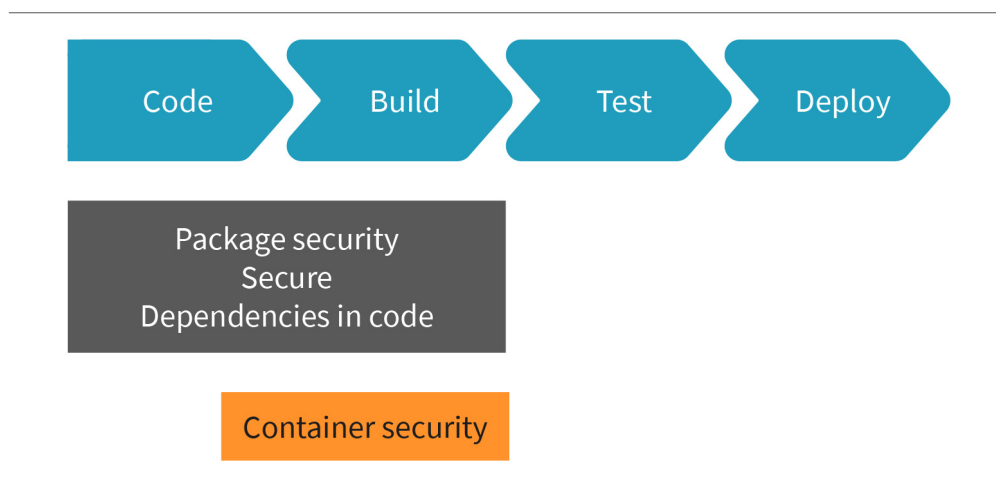 Code
Build
Test
Deploy
Package security
Secure
Dependencies in code
Container security